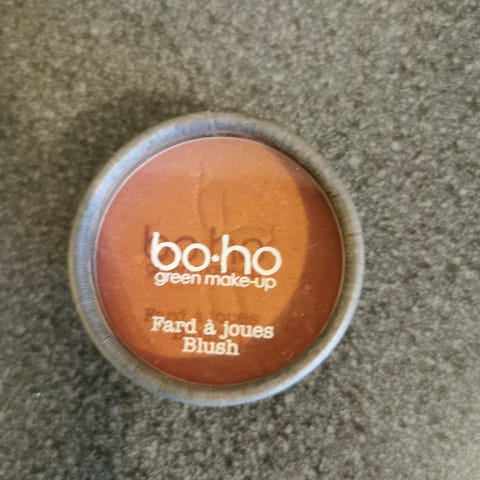 bo·ho
green make-up
Fard à joues
Blush